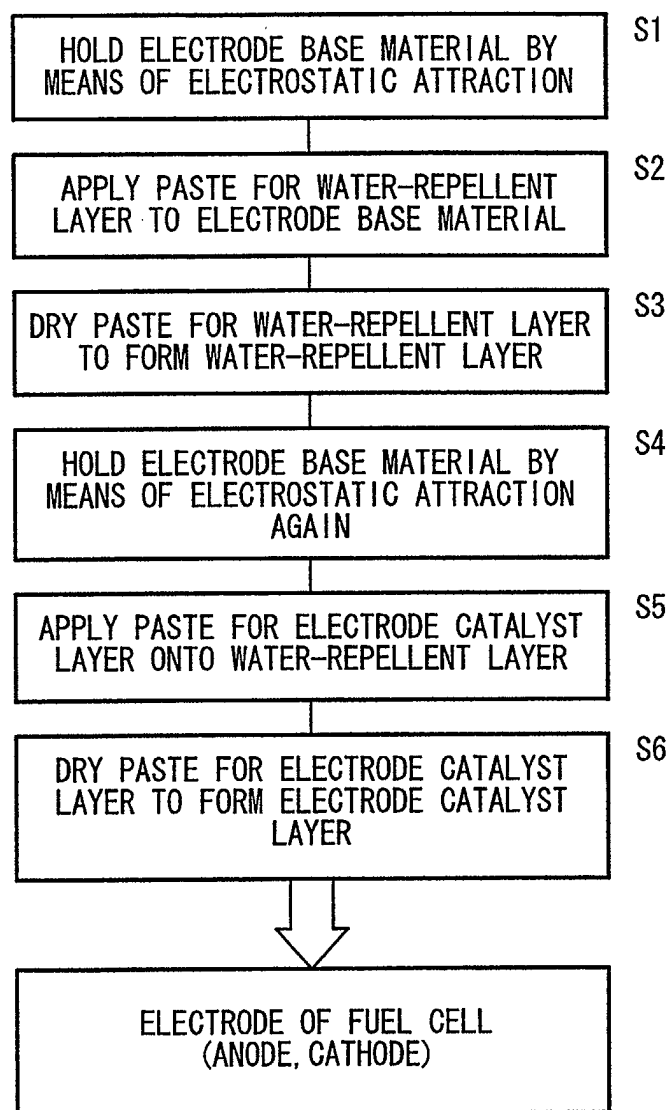 HOLD ELECTRODE BASE MATERIAL BY
MEANS OF ELECTROSTATIC ATTRACTION
S1
APPLY PASTE FOR WATER-REPELLENT
LAYER TO ELECTRODE BASE MATERIAL
S2
DRY PASTE FOR WATER-REPELLENT LAYER
TO FORM WATER-REPELLENT LAYER
S3
HOLD ELECTRODE BASE MATERIAL BY
MEANS OF ELECTROSTATIC ATTRACTION
AGAIN
S4
APPLY PASTE FOR ELECTRODE CATALYST
LAYER ONTO WATER-REPELLENT LAYER
S5
DRY PASTE FOR ELECTRODE CATALYST
LAYER TO FORM ELECTRODE CATALYST
LAYER
S6
ELECTRODE OF FUEL CELL
(ANODE, CATHODE)